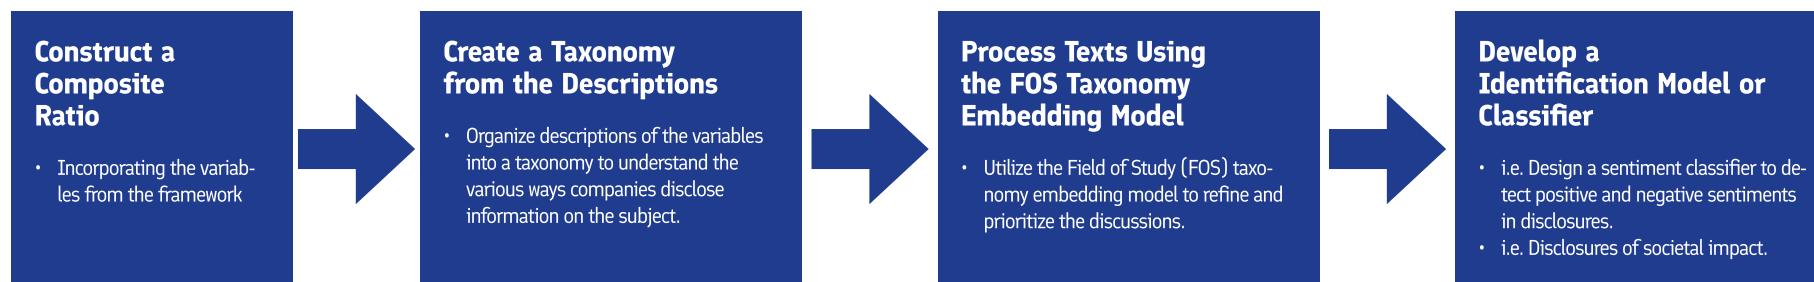 Construct a
Composite
Ratio
• Incorporating the variab-
les from the framework
Create a Taxonomy
from the Descriptions
• Organize descriptions of the variables
into a taxonomy to understand the
various ways companies disclose
information on the subject.
Process Texts Using
the FOS Taxonomy
Embedding Model
• Utilize the Field of Study (FOS) taxo-
nomy embedding model to refine and
prioritize the discussions.
Develop a
Identification Model or
Classifier
• i.e. Design a sentiment classifier to de-
tect positive and negative sentiments
in disclosures.
• i.e. Disclosures of societal impact.